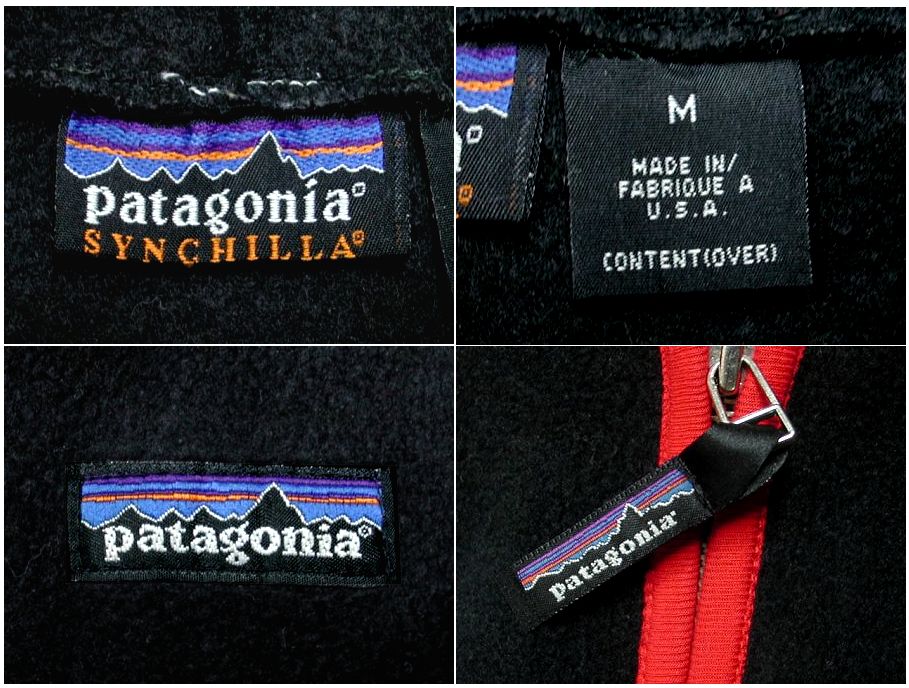 patagonia
SYNCHILLA
M
MADE IN/
FABRIQUE A
U.S.A.
CONTENT(OVER)
patagonia
patagonia